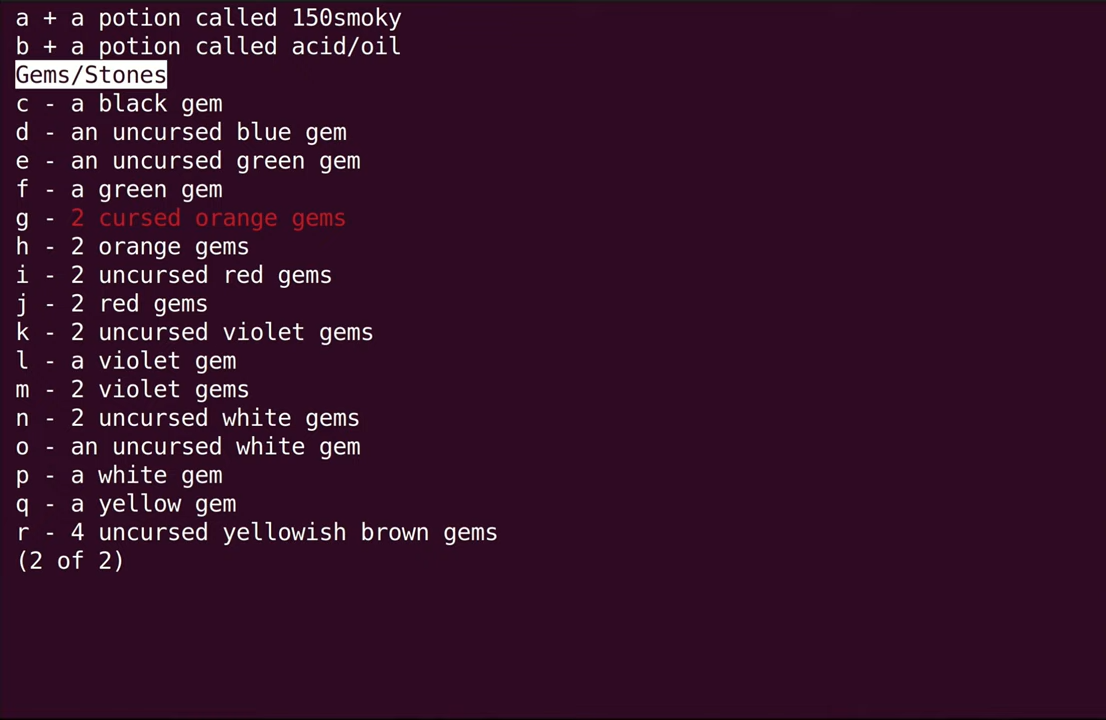 a + a potion called 150smoky
b + a potion called acid/oil
Gems/Stones
c - a black gem
d - an uncursed blue gem
e - an uncursed green gem
f - a green gem
g - 2 cursed orange gems
h - 2 orange gems
i - 2 uncursed red gems
j - 2 red gems
k - 2 uncursed violet gems
l - a violet gem
m - 2 violet gems
n - 2 uncursed white gems
o - an uncursed white gem
p - a white gem
q - a yellow gem
r - 4 uncursed yellowish brown gems
(2 of 2)